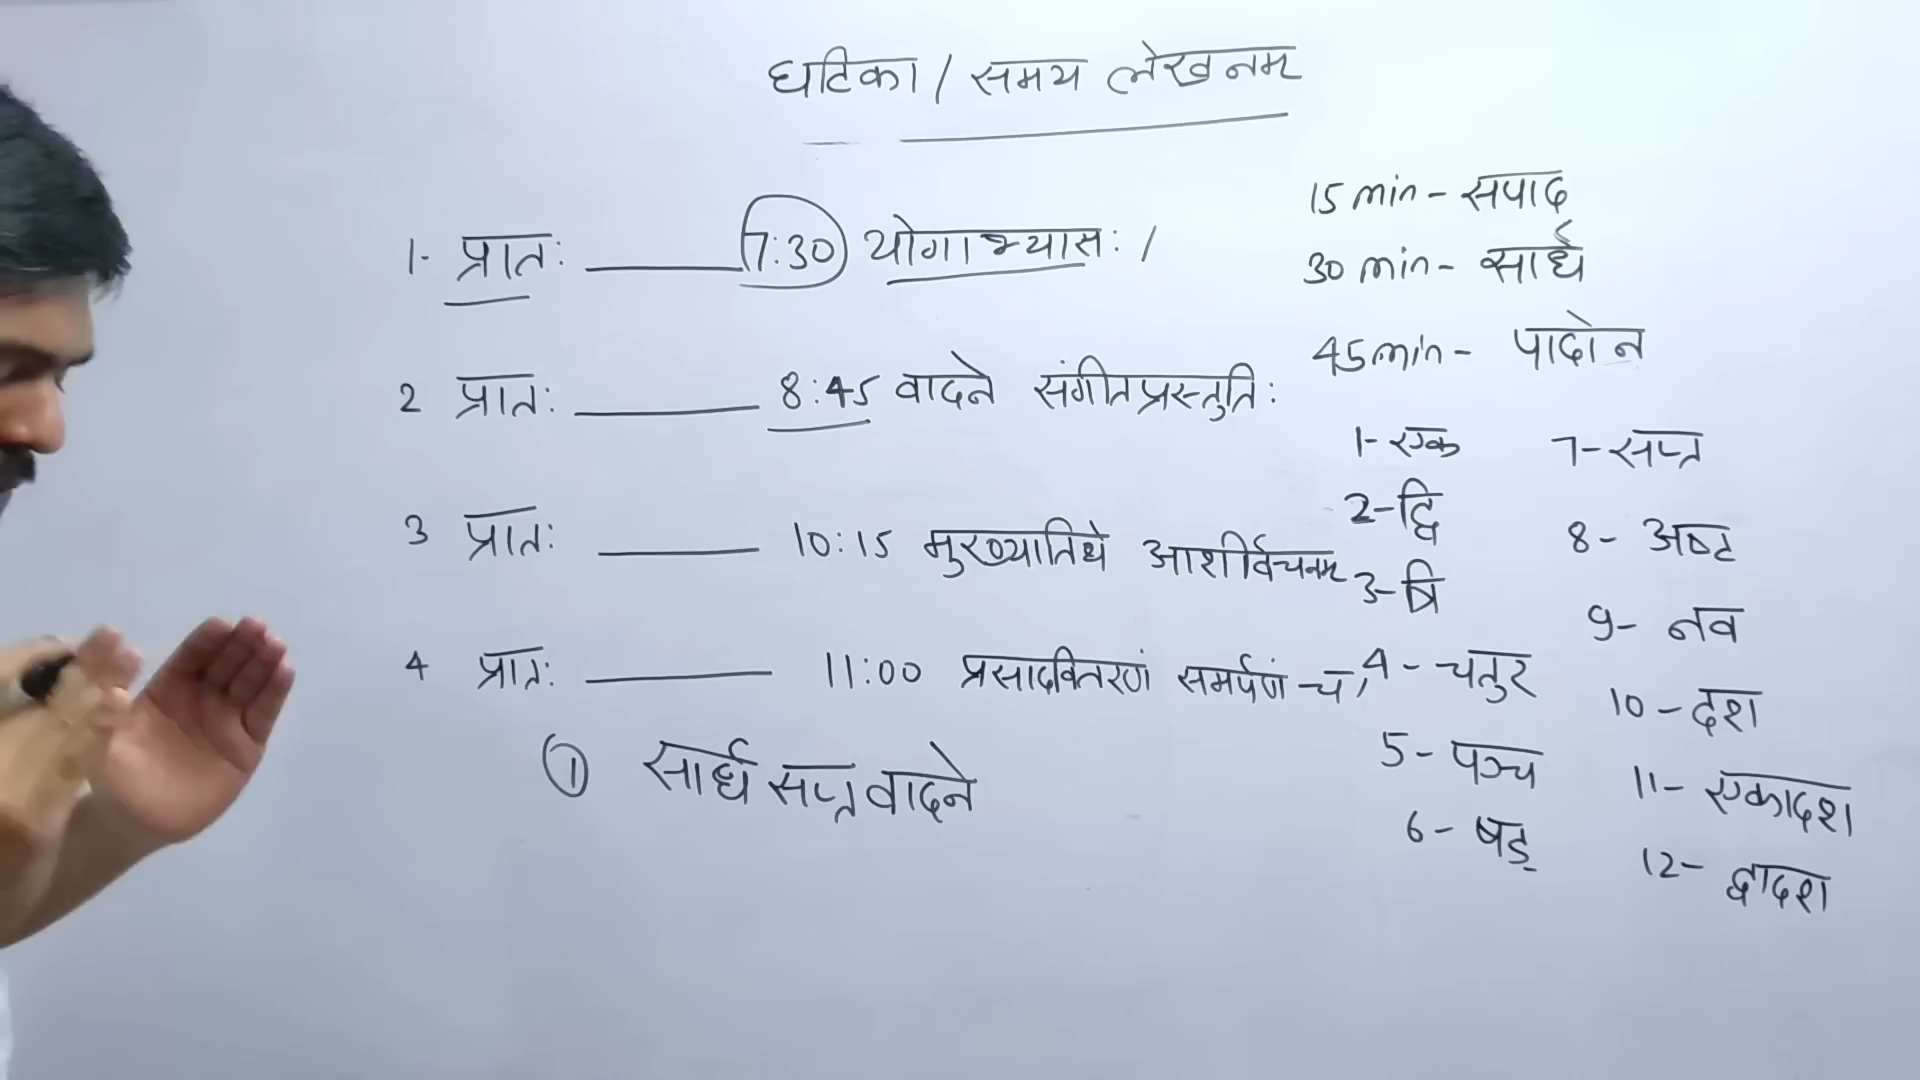 घटिका / समय लेखनम्
1- प्रातः ______ 7:30 योगाभ्यासः ।
2 प्रातः ______ 8:45 वादने संगीतप्रस्तुतिः
3 प्रातः ______ 10:15 मुख्यातिथे आशीर्वचनम्
4 प्रातः ______ 11:00 प्रसादवितरणं समर्पणं च ।
① सार्ध सप्त वादने
15 min - सपाद
30 min - सार्ध
45 min - पादोन
1- एक
2- द्वि
3- त्रि
4 - चतुर
5 - पञ्च
6 - षड्
7 - सप्त
8 - अष्ट
9 - नव
10 - दश
11 - एकादश
12 - द्वादश